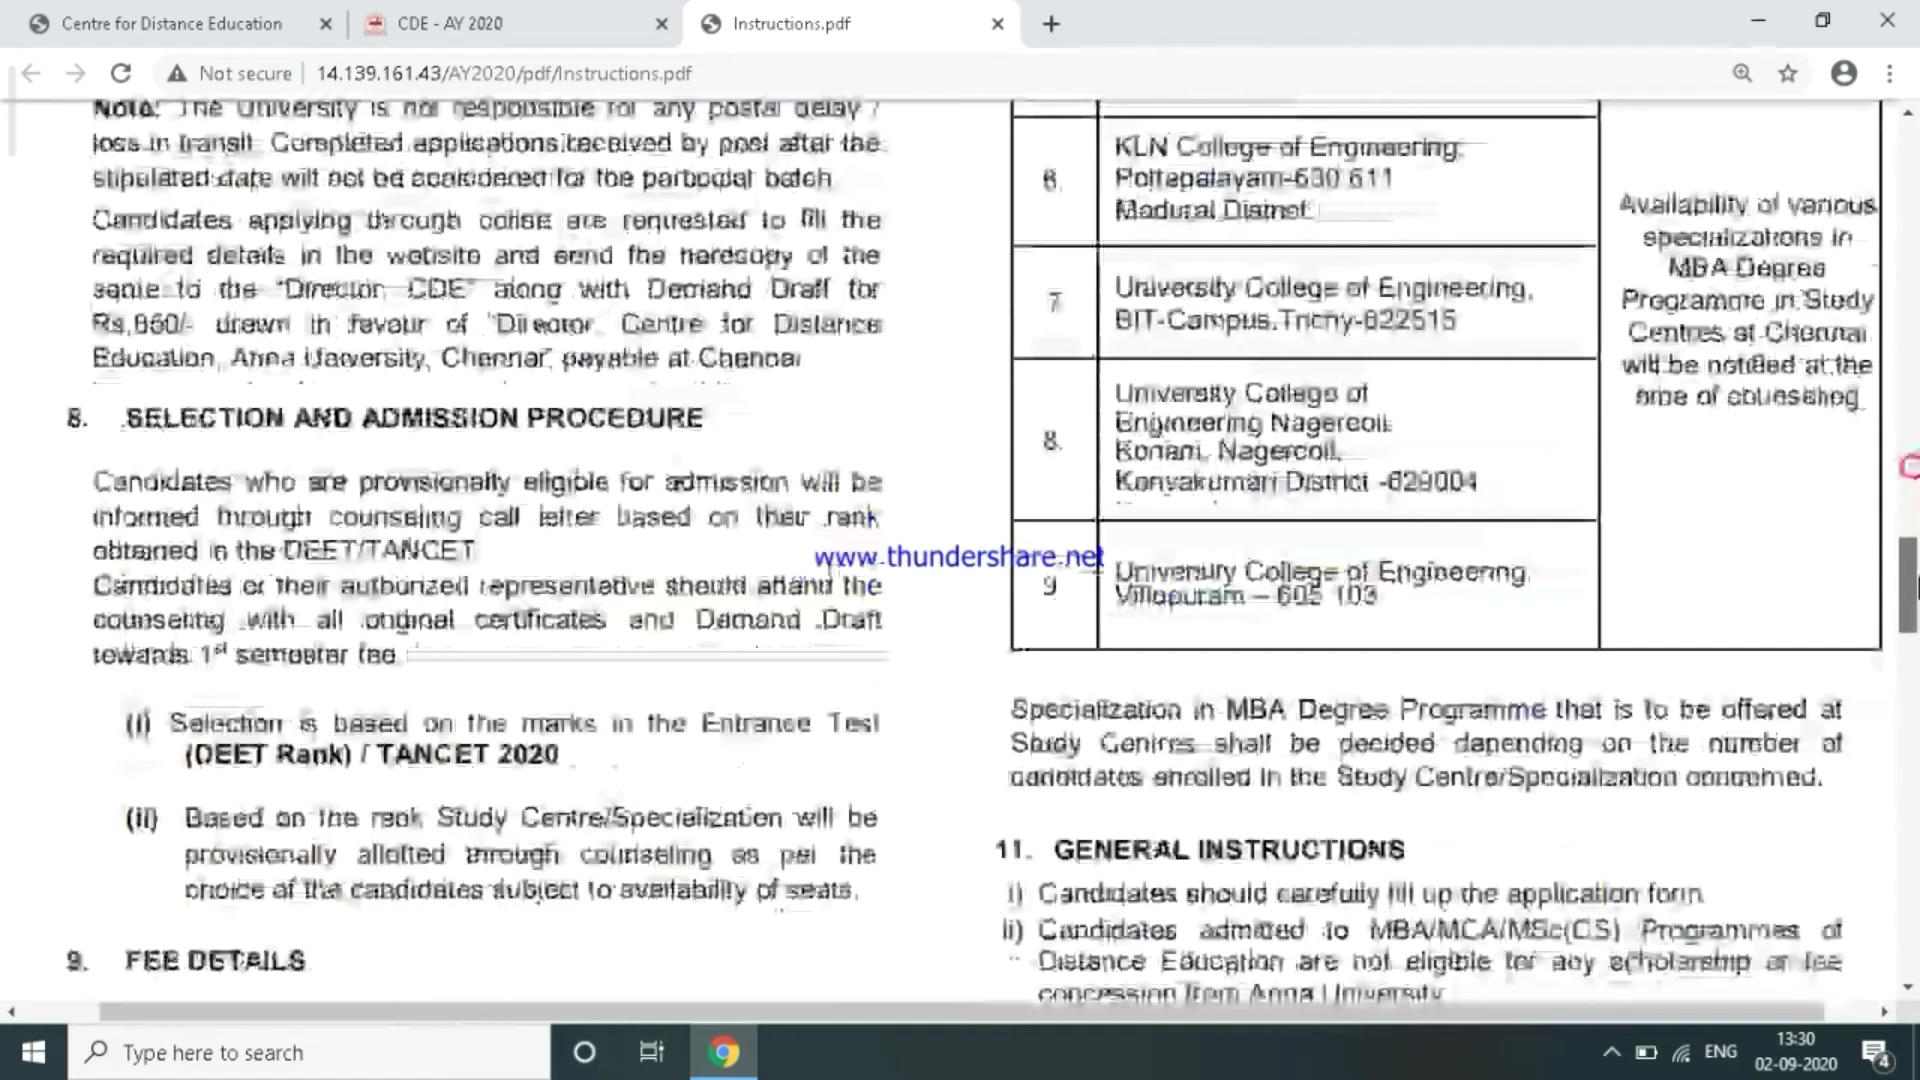 Centre for Distance Education
CDE - AY 2020
Instructions.pdf
Not secure
14.139.161.43/AY2020/pdf/Instructions.pdf
Note: The University is not responsible for any postal delay /
loss in transit. Completed applications received by post after the
stipulated date will not be considered for the particular batch.
Candidates applying through online are requested to fill the
required details in the website and send the hardcopy of the
same to the "Director, CDE" along with Demand Draft for
drawn in favour of "Director, Centre for Distance
Education, Anna University, Chennai" payable at Chennai
8. SELECTION AND ADMISSION PROCEDURE
Candidates who are provisionally eligible for admission will be
informed through counseling call letter based on their rank
obtained in the DEET/TANCET
Candidates or their authorized representative should attend the
counseling with all original certificates and Demand Draft
towards 1st semester fee
(i) Selection is based on the marks in the Entrance Test
(DEET Rank) / TANCET 2020
(ii) Based on the rank Study Centre/Specialization will be
provisionally allotted through counseling as per the
choice of the candidates subject to availability of seats.
9. FEE DETAILS
6. KLN College of Engineering,
Pottapalayam-630 611
Madurai District.
7 University College of Engineering,
BIT-Campus, Trichy-
8. University College of
Engineering Nagercoil
Konam, Nagercoil,
Kanyakumari District -629004
9 University College of Engineering
Villupuram – 605 103
Availability of various
specializations in
MBA Degree
Programme in Study
Centres at Chennai
will be notified at the
time of counseling
Specialization in MBA Degree Programme that is to be offered at
Study Centres shall be decided depending on the number of
candidates enrolled in the Study Centre/Specialization concerned.
11. GENERAL INSTRUCTIONS
i) Candidates should carefully fill up the application form
ii) Candidates admitted to MBA/MCA/MSc(CS) Programmes of
Distance Education are not eligible for any scholarship or fee
concession from Anna University
www.thundershare.net
Type here to search
ENG
13:30
02-09-2020
4